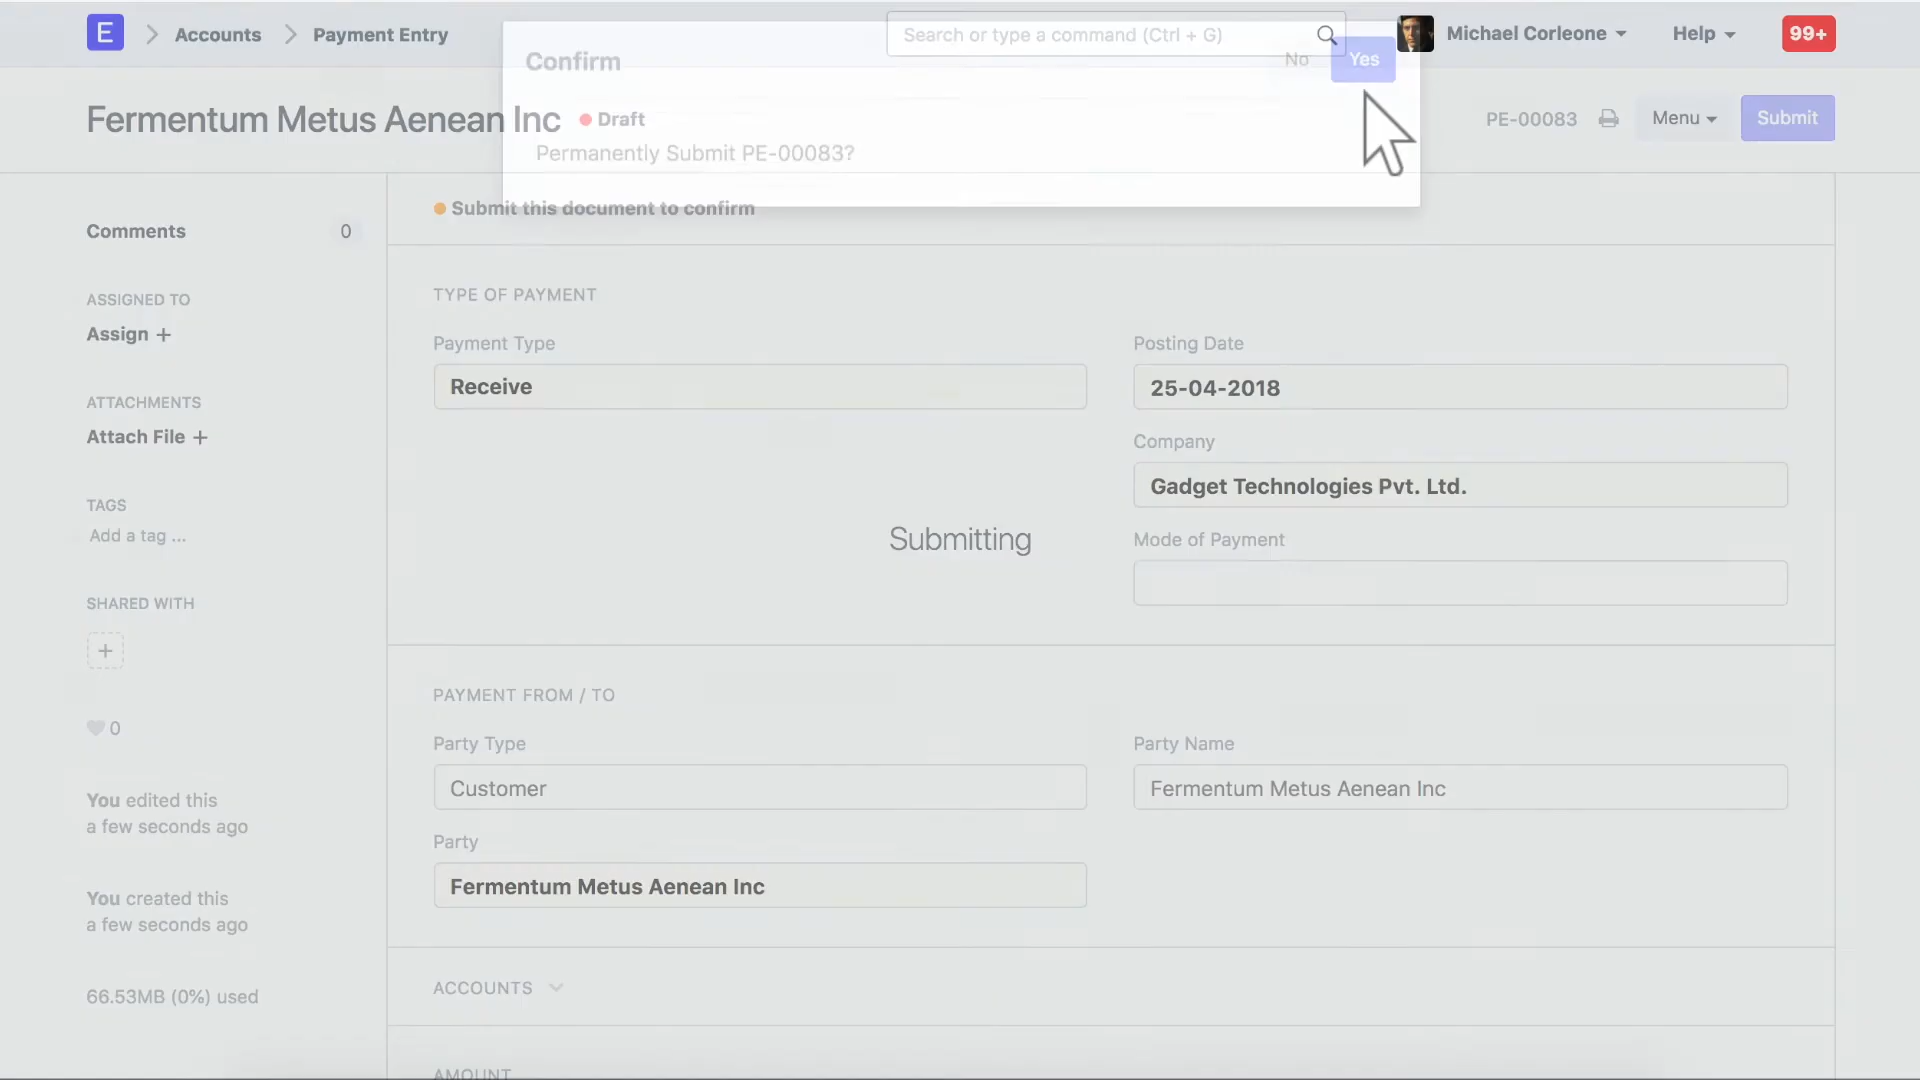 E Accounts Payment Entry
Search or type a command (Ctrl + G)
Michael Corleone Help 99+
Confirm
No Yes
Fermentum Metus Aenean Inc Draft
PE-00083 Menu Submit
Permanently Submit PE-00083?
Submit this document to confirm
Comments 0
ASSIGNED TO
Assign +
ATTACHMENTS
Attach File +
TAGS
Add a tag ...
SHARED WITH
+
0
You edited this
a few seconds ago
You created this
a few seconds ago
66.53MB (0%) used
TYPE OF PAYMENT
Payment Type
Receive
Posting Date
25-04-2018
Company
Gadget Technologies Pvt. Ltd.
Submitting
Mode of Payment
PAYMENT FROM / TO
Party Type
Customer
Party Name
Fermentum Metus Aenean Inc
Party
Fermentum Metus Aenean Inc
ACCOUNTS
AMOUNT